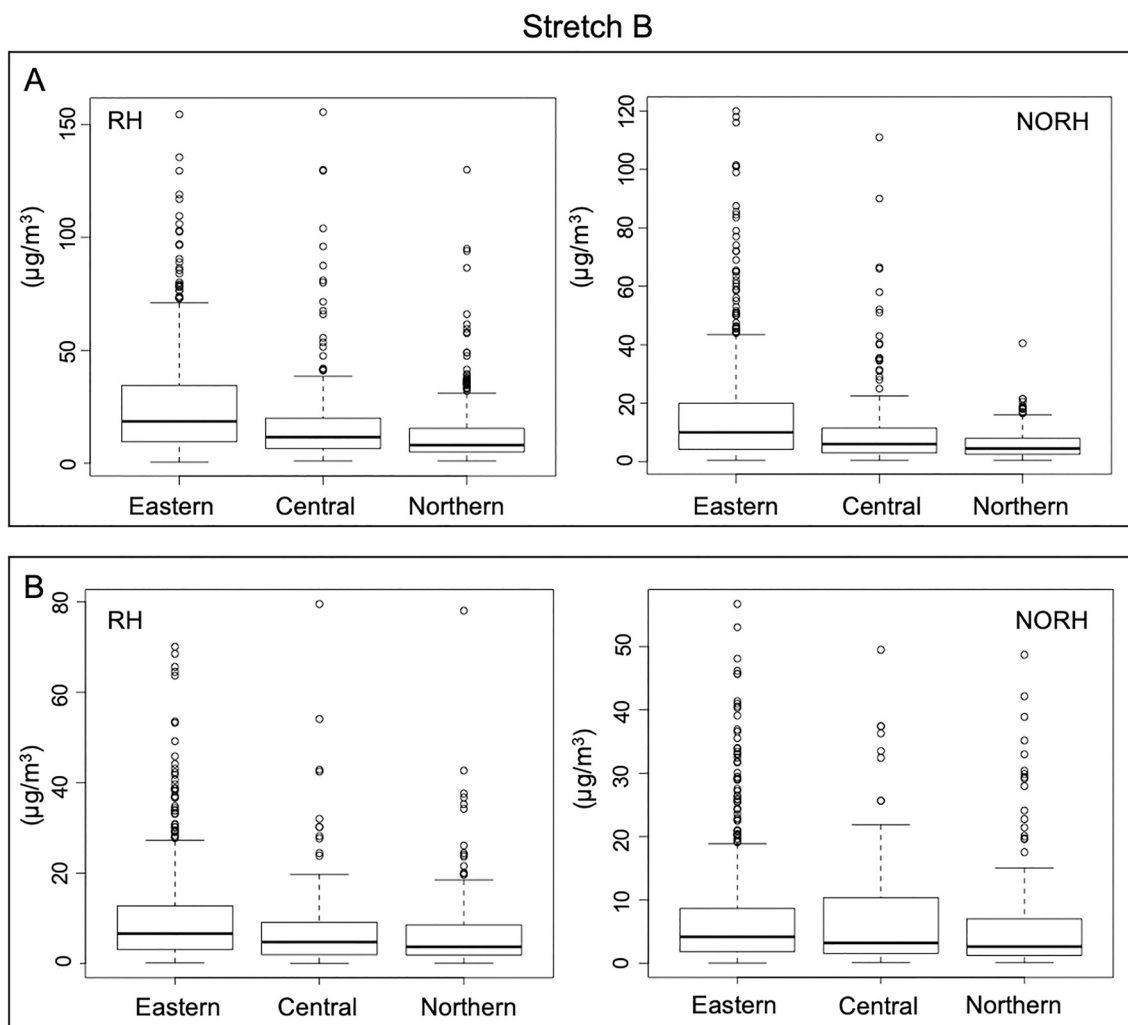 Stretch B
A
RH
NORH
(µg/m³)
150
100
50
0
Eastern Central Northern
(µg/m³)
120
100
80
60
40
20
0
Eastern Central Northern
B
RH
NORH
(µg/m³)
80
60
40
20
0
Eastern Central Northern
(µg/m³)
50
40
30
20
10
0
Eastern Central Northern